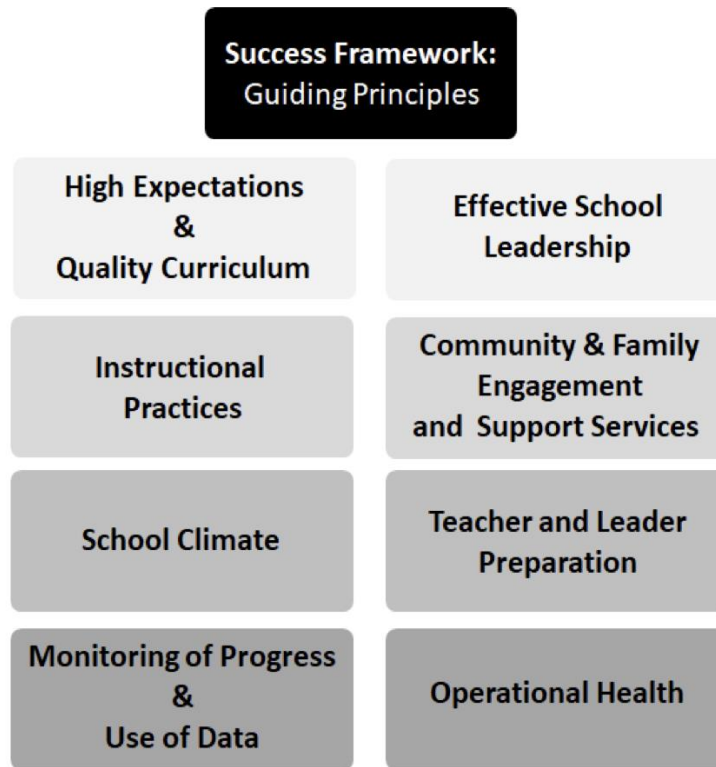 Success Framework:
Guiding Principles
High Expectations
&
Quality Curriculum
Effective School
Leadership
Instructional
Practices
Community & Family
Engagement
and Support Services
School Climate
Teacher and Leader
Preparation
Monitoring of Progress
&
Use of Data
Operational Health